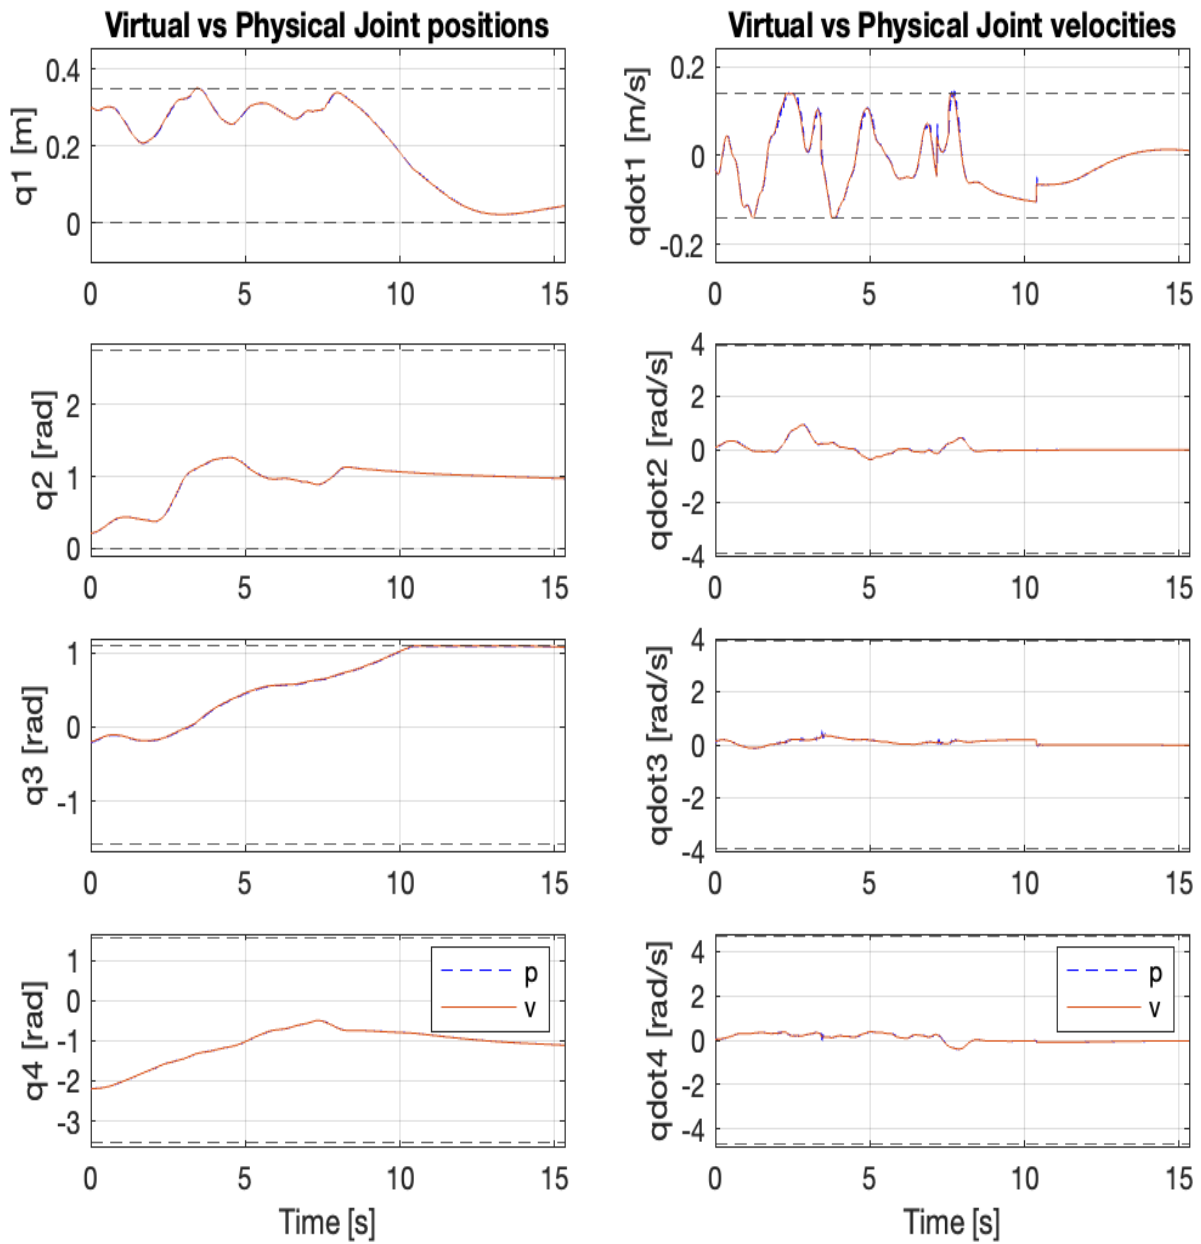 Virtual vs Physical Joint positions
q1 [m]
0.4
0.2
0
0 5 10 15
q2 [rad]
2
1
0
0 5 10 15
q3 [rad]
1
0
-1
0 5 10 15
q4 [rad]
1
0
-1
-2
-3
p
v
0 5 10 15
Time [s]
Virtual vs Physical Joint velocities
qdot1 [m/s]
0.2
0
-0.2
0 5 10 15
qdot2 [rad/s]
4
2
0
-2
-4
0 5 10 15
qdot3 [rad/s]
4
2
0
-2
-4
0 5 10 15
qdot4 [rad/s]
4
2
0
-2
-4
p
v
0 5 10 15
Time [s]